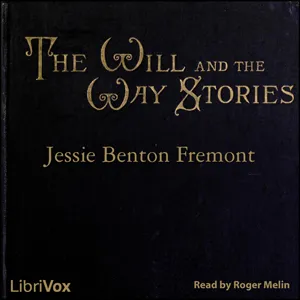 The Will and the
Way Stories
Jessie Benton Fremont
LibriVox
Read by Roger Melin